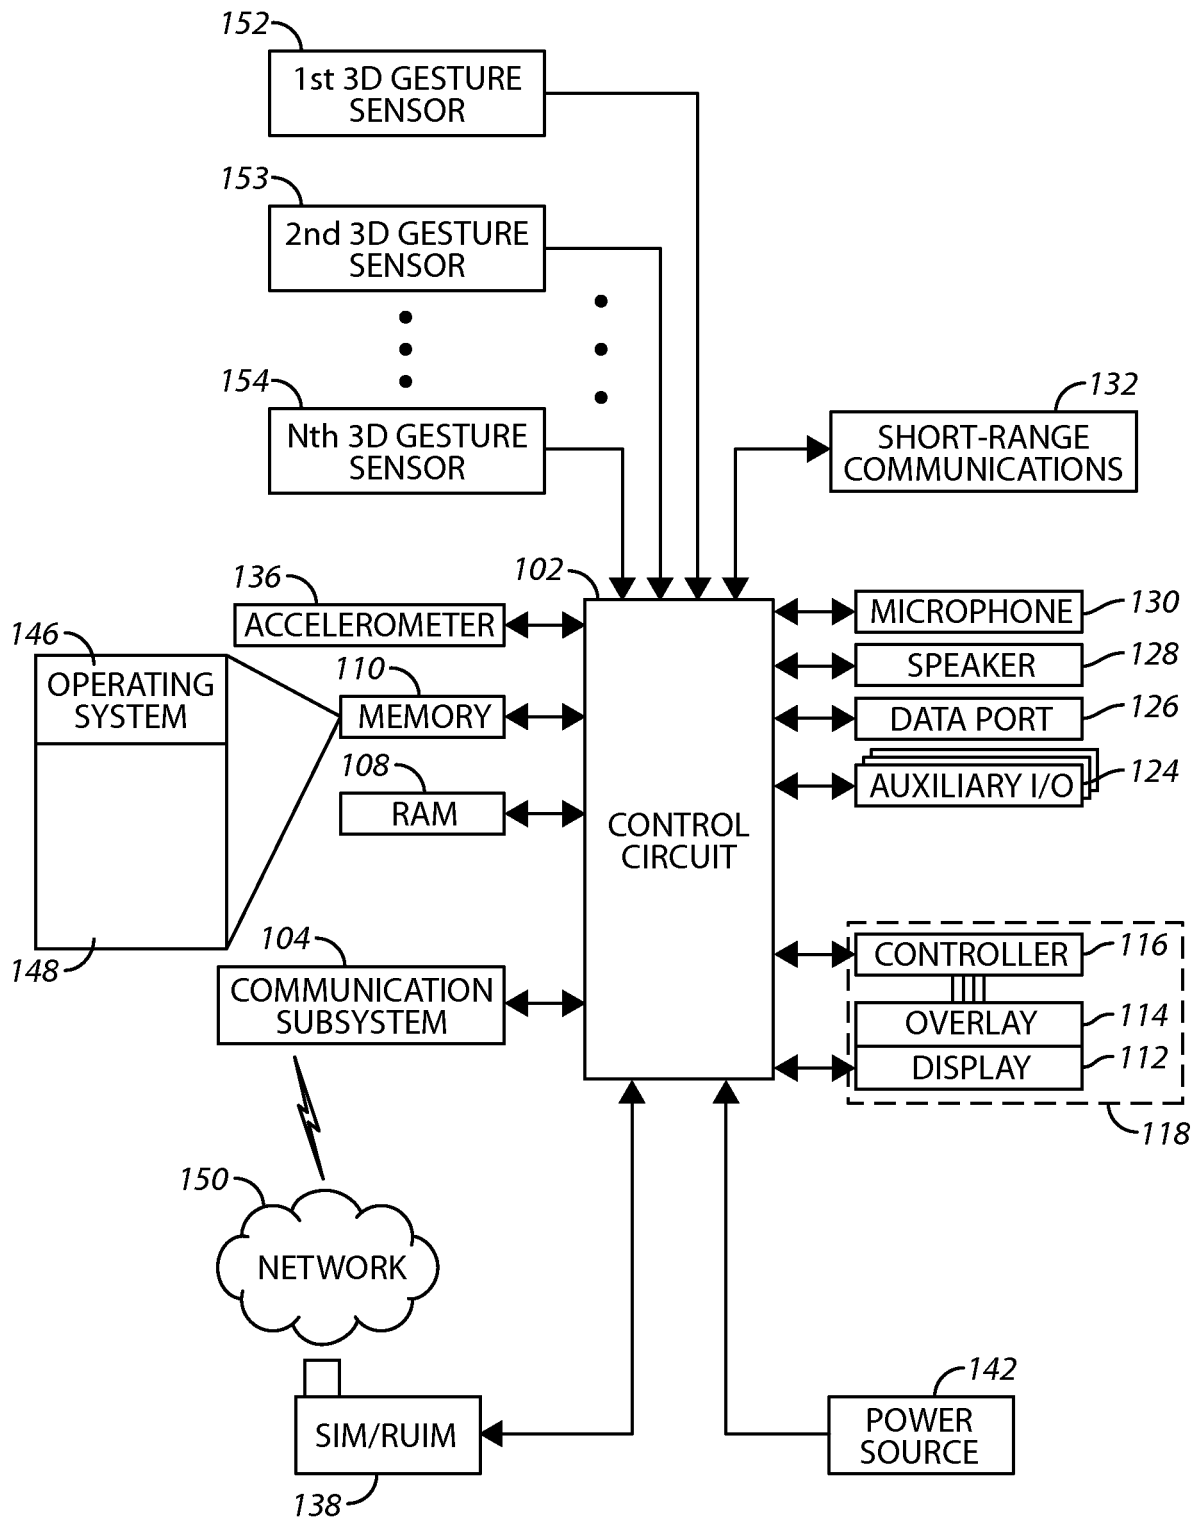 152
1st 3D GESTURE
SENSOR
153
2nd 3D GESTURE
SENSOR
154
Nth 3D GESTURE
SENSOR
132
SHORT-RANGE
COMMUNICATIONS
102
136
ACCELEROMETER
MICROPHONE
130
146
OPERATING
SYSTEM
110
MEMORY
SPEAKER
128
DATA PORT
126
108
RAM
AUXILIARY I/O
124
CONTROL
CIRCUIT
148
104
COMMUNICATION
SUBSYSTEM
CONTROLLER
116
OVERLAY
114
DISPLAY
112
118
150
NETWORK
SIM/RUIM
138
142
POWER
SOURCE